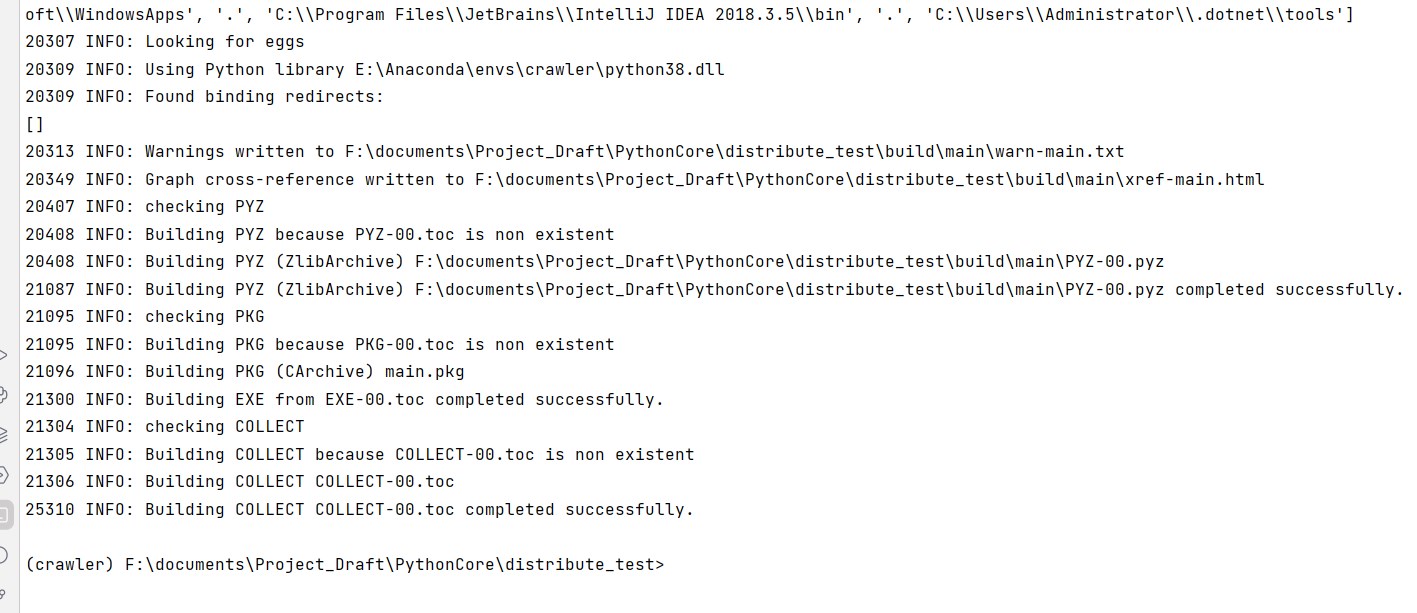 oft\\WindowsApps', '.', 'C:\\Program Files\\JetBrains\\IntelliJ IDEA 2018.3.5\\bin', '.', 'C:\\Users\\Administrator\\.dotnet\\tools']
20307 INFO: Looking for eggs
20309 INFO: Using Python library E:\Anaconda\envs\crawler\python38.dll
20309 INFO: Found binding redirects:
[]
20313 INFO: Warnings written to F:\documents\Project_Draft\PythonCore\distribute_test\build\main\warn-main.txt
20349 INFO: Graph cross-reference written to F:\documents\Project_Draft\PythonCore\distribute_test\build\main\xref-main.html
20407 INFO: checking PYZ
20408 INFO: Building PYZ because PYZ-00.toc is non existent
20408 INFO: Building PYZ (ZlibArchive) F:\documents\Project_Draft\PythonCore\distribute_test\build\main\PYZ-00.pyz
21087 INFO: Building PYZ (ZlibArchive) F:\documents\Project_Draft\PythonCore\distribute_test\build\main\PYZ-00.pyz completed successfully.
21095 INFO: checking PKG
21095 INFO: Building PKG because PKG-00.toc is non existent
21096 INFO: Building PKG (CArchive) main.pkg
21300 INFO: Building EXE from EXE-00.toc completed successfully.
21304 INFO: checking COLLECT
21305 INFO: Building COLLECT because COLLECT-00.toc is non existent
21306 INFO: Building COLLECT COLLECT-00.toc
25310 INFO: Building COLLECT COLLECT-00.toc completed successfully.
(crawler) F:\documents\Project_Draft\PythonCore\distribute_test>